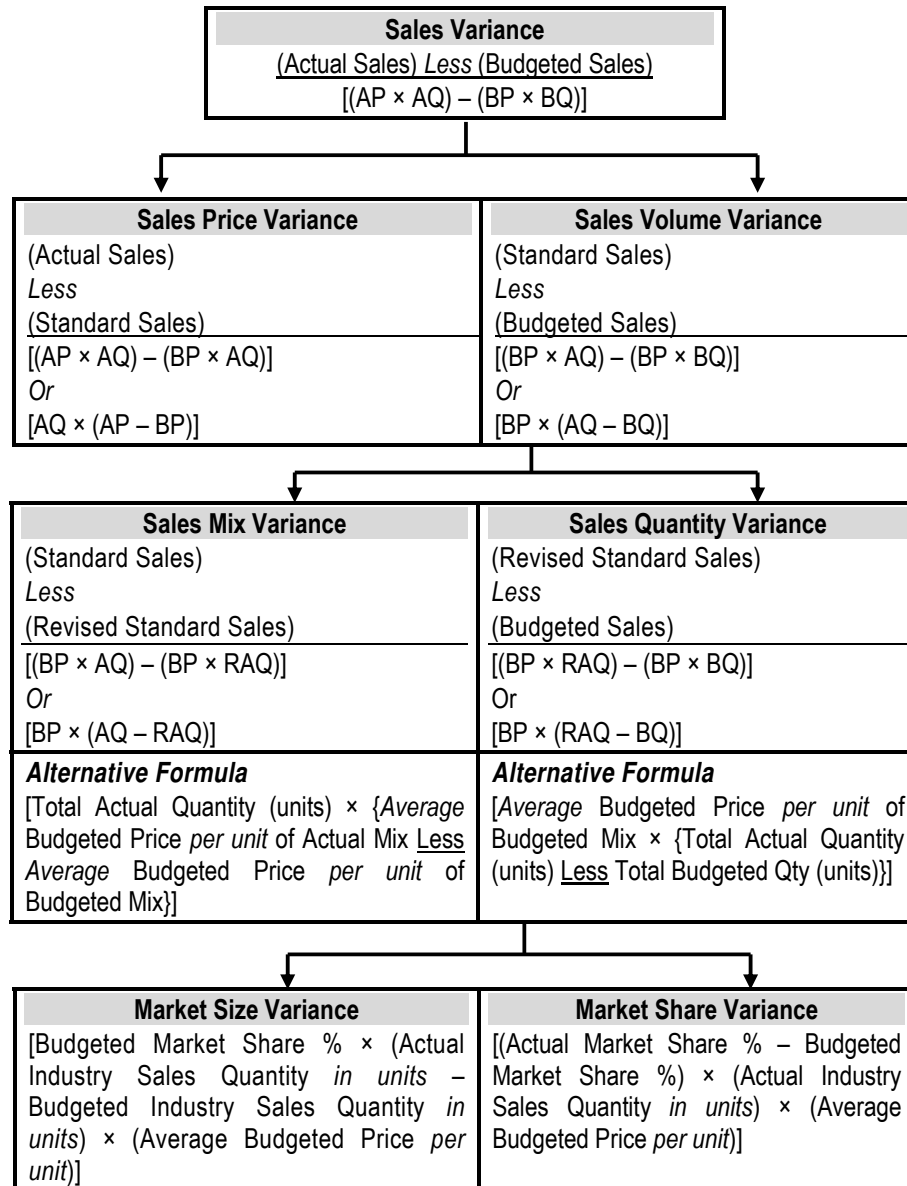 Sales Variance
(Actual Sales) Less (Budgeted Sales)
[(AP × AQ) – (BP × BQ)]
Sales Price Variance
(Actual Sales)
Less
(Standard Sales)
[(AP × AQ) – (BP × AQ)]
Or
[AQ × (AP – BP)]
Sales Volume Variance
(Standard Sales)
Less
(Budgeted Sales)
[(BP × AQ) – (BP × BQ)]
Or
[BP × (AQ – BQ)]
Sales Mix Variance
(Standard Sales)
Less
(Revised Standard Sales)
[(BP × AQ) – (BP × RAQ)]
Or
[BP × (AQ – RAQ)]
Alternative Formula
[Total Actual Quantity (units) × {Average
Budgeted Price per unit of Actual Mix Less
Average Budgeted Price per unit of
Budgeted Mix}]
Sales Quantity Variance
(Revised Standard Sales)
Less
(Budgeted Sales)
[(BP × RAQ) – (BP × BQ)]
Or
[BP × (RAQ – BQ)]
Alternative Formula
[Average Budgeted Price per unit of
Budgeted Mix × {Total Actual Quantity
(units) Less Total Budgeted Qty (units)}]
Market Size Variance
[Budgeted Market Share % × (Actual
Industry Sales Quantity in units –
Budgeted Industry Sales Quantity in
units) × (Average Budgeted Price per
unit)]
Market Share Variance
[(Actual Market Share % – Budgeted
Market Share %) × (Actual Industry
Sales Quantity in units) × (Average
Budgeted Price per unit)]